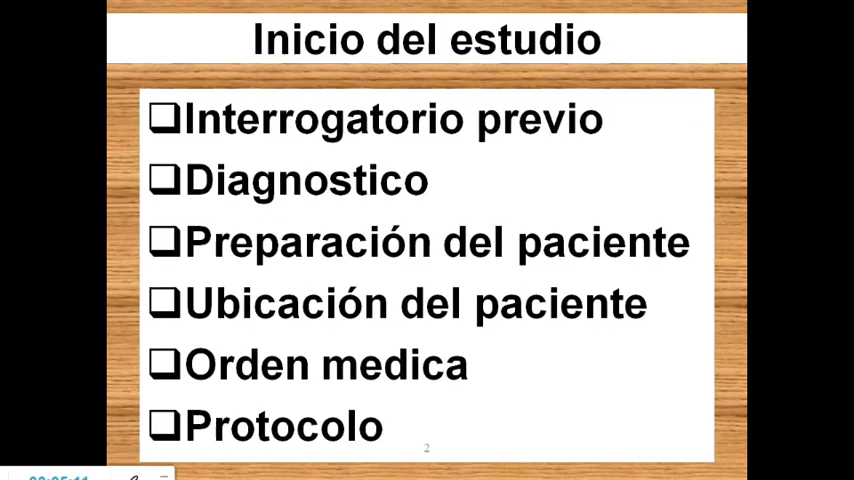 Inicio del estudio
❑Interrogatorio previo
❑Diagnostico
❑Preparación del paciente
❑Ubicación del paciente
❑Orden medica
❑Protocolo
2